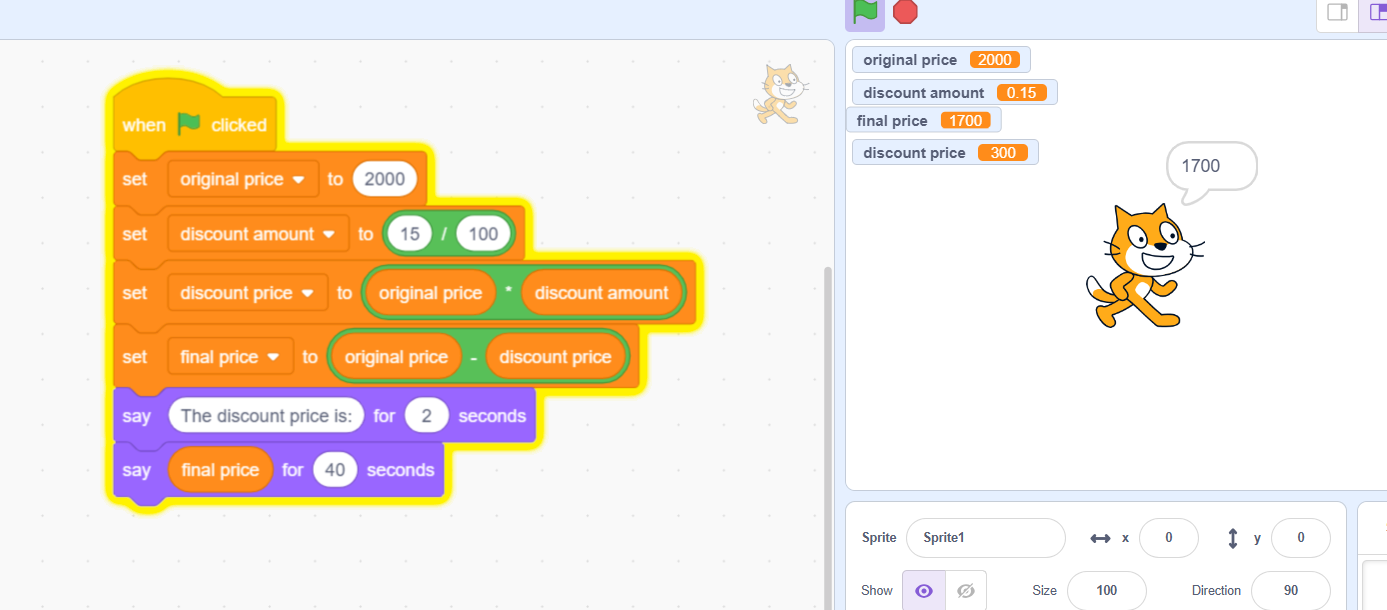 when clicked
set original price to 2000
set discount amount to 15 / 100
set discount price to original price * discount amount
set final price to original price - discount price
say The discount price is: for 2 seconds
say final price for 40 seconds
original price 2000
discount amount 0.15
final price 1700
discount price 300
1700
Sprite Sprite1 x 0 y 0
Show Size 100 Direction 90